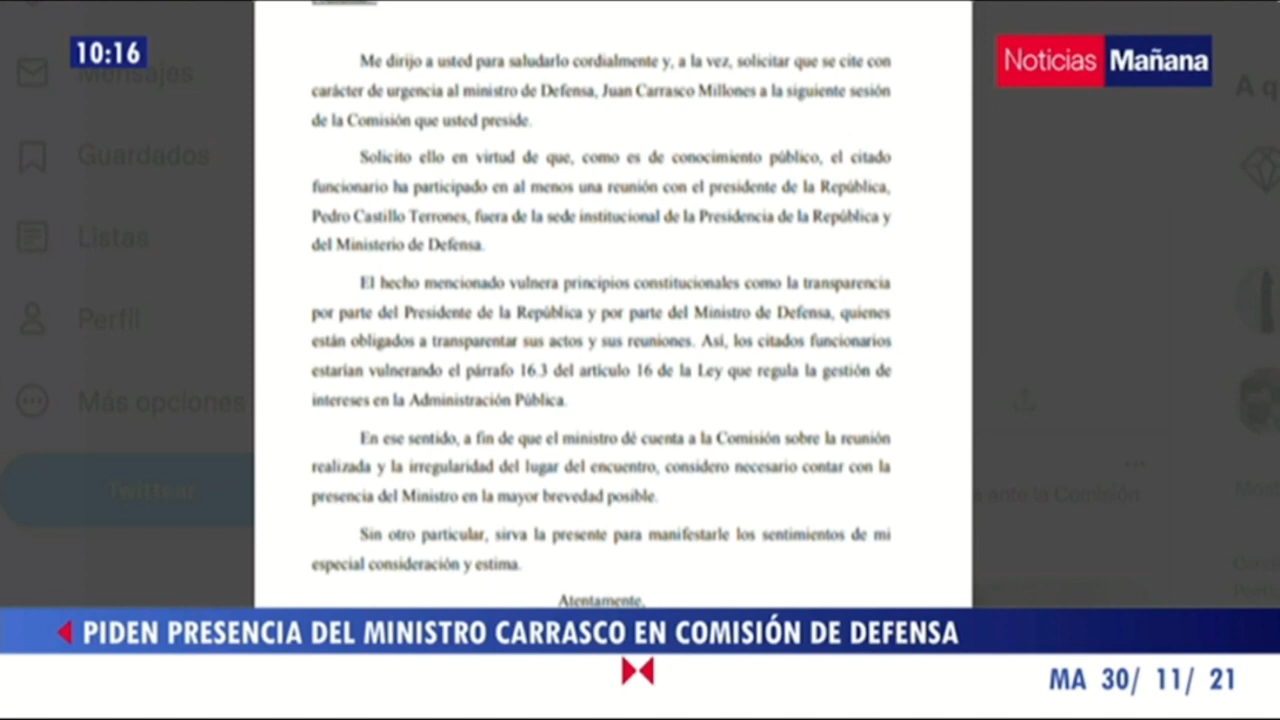 10:16
Noticias Mañana
Mensajes
Guardados
Listas
Perfil
Más opciones
Twittear
Me dirijo a usted para saludarlo cordialmente y, a la vez, solicitar que se cite con
carácter de urgencia al ministro de Defensa, Juan Carrasco Millones a la siguiente sesión
de la Comisión que usted preside.
Solicito ello en virtud de que, como es de conocimiento público, el citado
funcionario ha participado en al menos una reunión con el presidente de la República,
Pedro Castillo Terrones, fuera de la sede institucional de la Presidencia de la República y
del Ministerio de Defensa.
El hecho mencionado vulnera principios constitucionales como la transparencia
por parte del Presidente de la República y por parte del Ministro de Defensa, quienes
están obligados a transparentar sus actos y sus reuniones. Así, los citados funcionarios
estarían vulnerando el párrafo 16.3 del artículo 16 de la Ley que regula la gestión de
intereses en la Administración Pública.
En ese sentido, a fin de que el ministro dé cuenta a la Comisión sobre la reunión
realizada y la irregularidad del lugar del encuentro, considero necesario contar con la
presencia del Ministro en la mayor brevedad posible.
Sin otro particular, sirva la presente para manifestarle los sentimientos de mi
especial consideración y estima.
Atentamente,
ante la Comisión
PIDEN PRESENCIA DEL MINISTRO CARRASCO EN COMISIÓN DE DEFENSA
MA 30/ 11/ 21